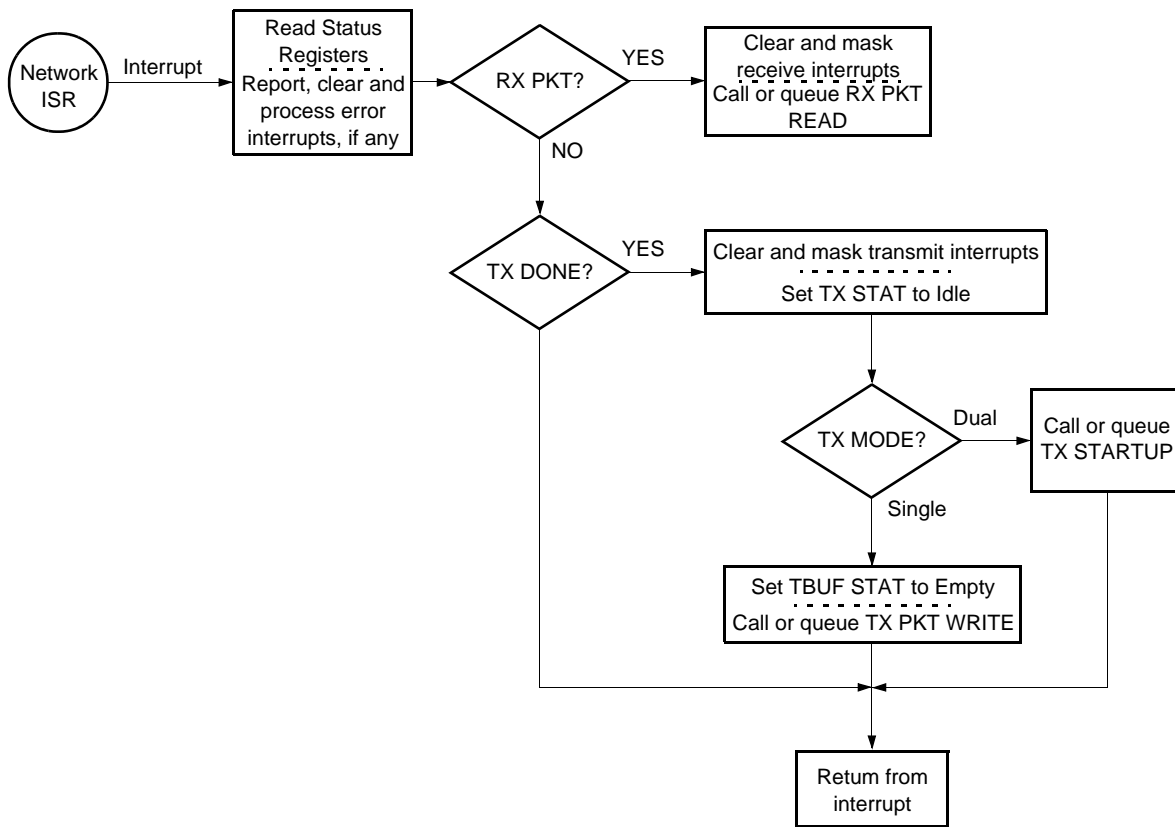 Network
ISR
Interrupt
Read Status
Registers
Report, clear and
process error
interrupts, if any
RX PKT?
YES
Clear and mask
receive interrupts
Call or queue RX PKT
READ
NO
TX DONE?
YES
Clear and mask transmit interrupts
Set TX STAT to Idle
TX MODE?
Dual
Call or queue
TX STARTUP
Single
Set TBUF STAT to Empty
Call or queue TX PKT WRITE
Return from
interrupt